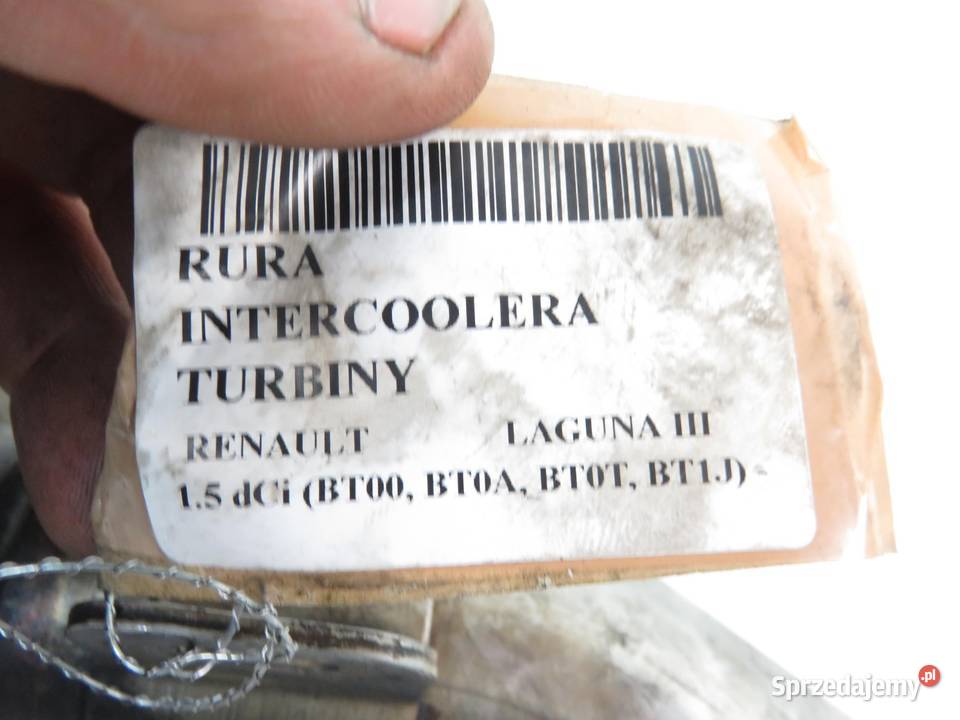 RURA
INTERCOOLERA
TURBINY
RENAULT LAGUNA III
1.5 dCi (BT00, BT0A, BT0T, BT1J) -
Sprzedajemy.pl